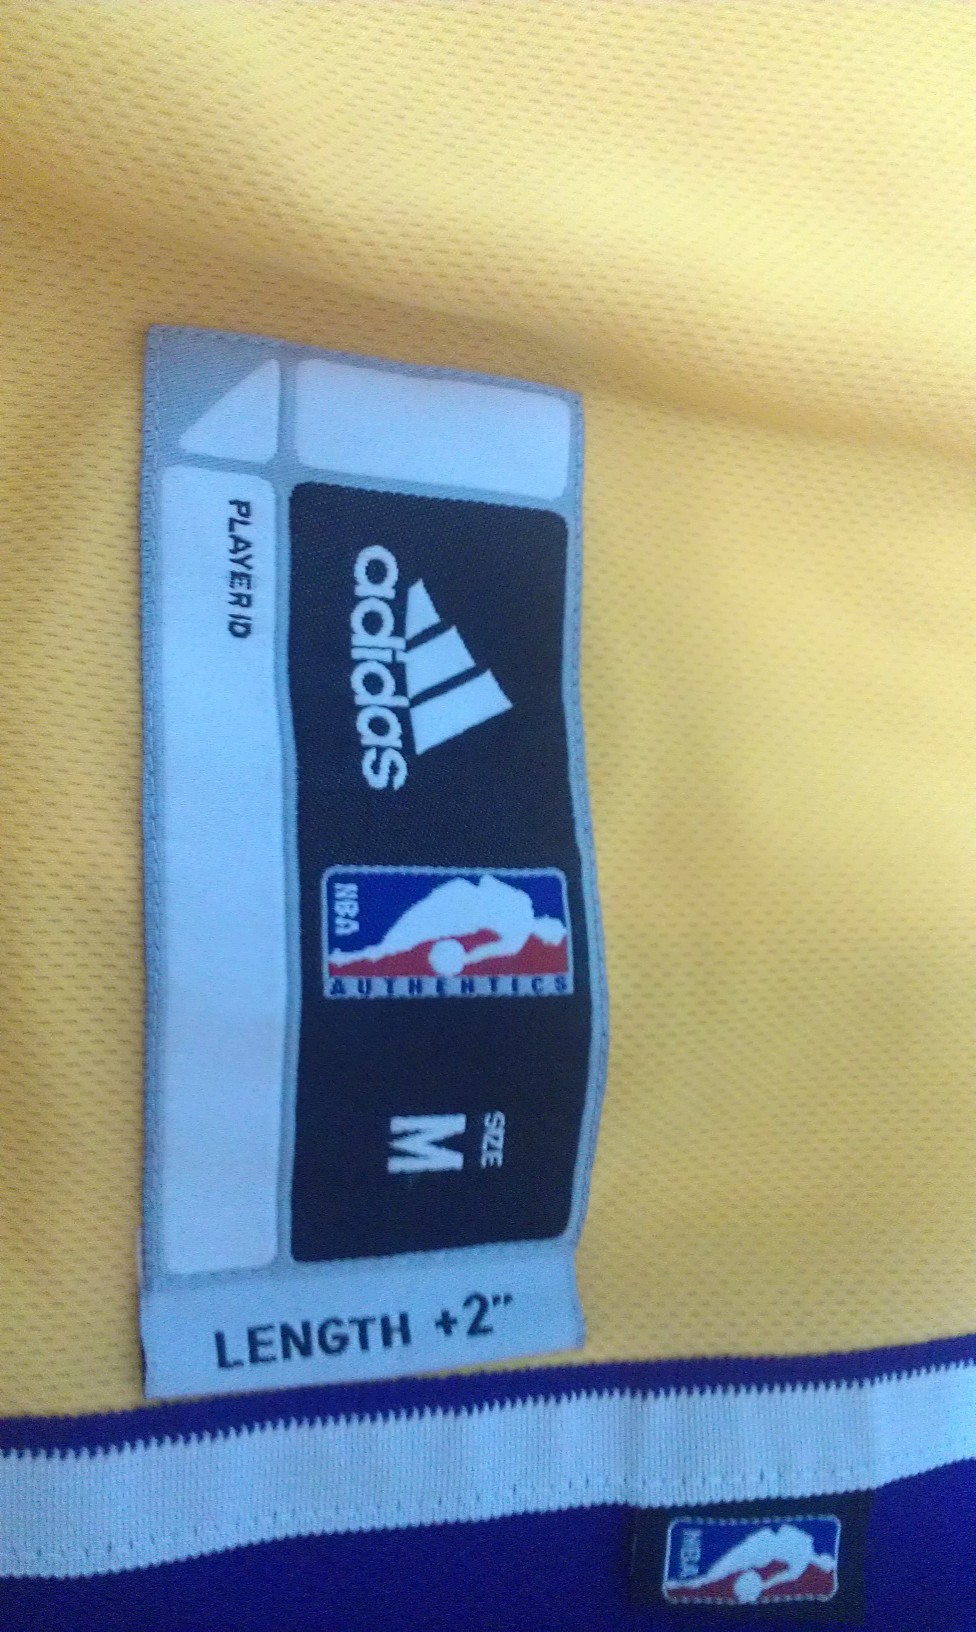 PLAYER ID
adidas
NBA
AUTHENTICS
SIZE
M
LENGTH +2"
NBA